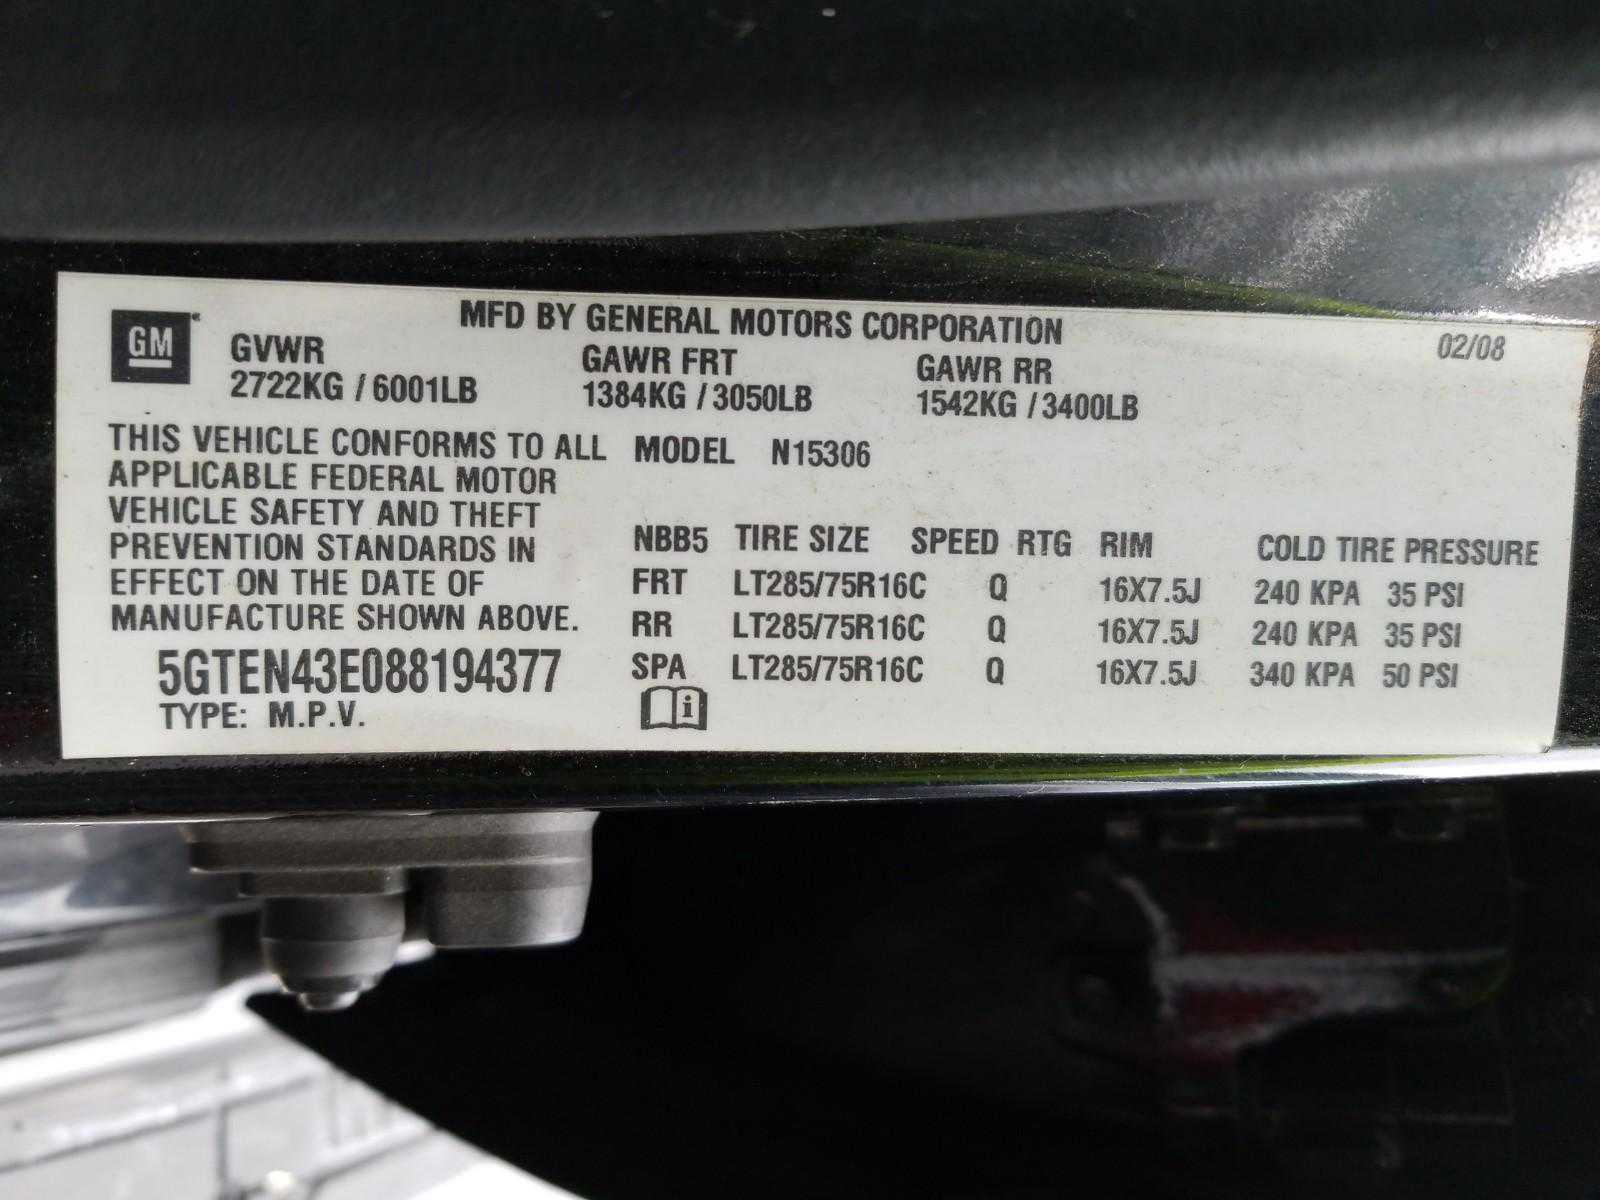 MFD BY GENERAL MOTORS CORPORATION 02/08
GM
GVWR GAWR FRT GAWR RR
2722KG / 6001LB 1384KG / 3050LB 1542KG / 3400LB
THIS VEHICLE CONFORMS TO ALL MODEL N15306
APPLICABLE FEDERAL MOTOR
VEHICLE SAFETY AND THEFT
PREVENTION STANDARDS IN
EFFECT ON THE DATE OF
MANUFACTURE SHOWN ABOVE.
5GTEN43E088194377
TYPE: M.P.V.
NBB5 TIRE SIZE SPEED RTG RIM COLD TIRE PRESSURE
FRT LT285/75R16C Q 16X7.5J 240 KPA 35 PSI
RR LT285/75R16C Q 16X7.5J 240 KPA 35 PSI
SPA LT285/75R16C Q 16X7.5J 340 KPA 50 PSI
i